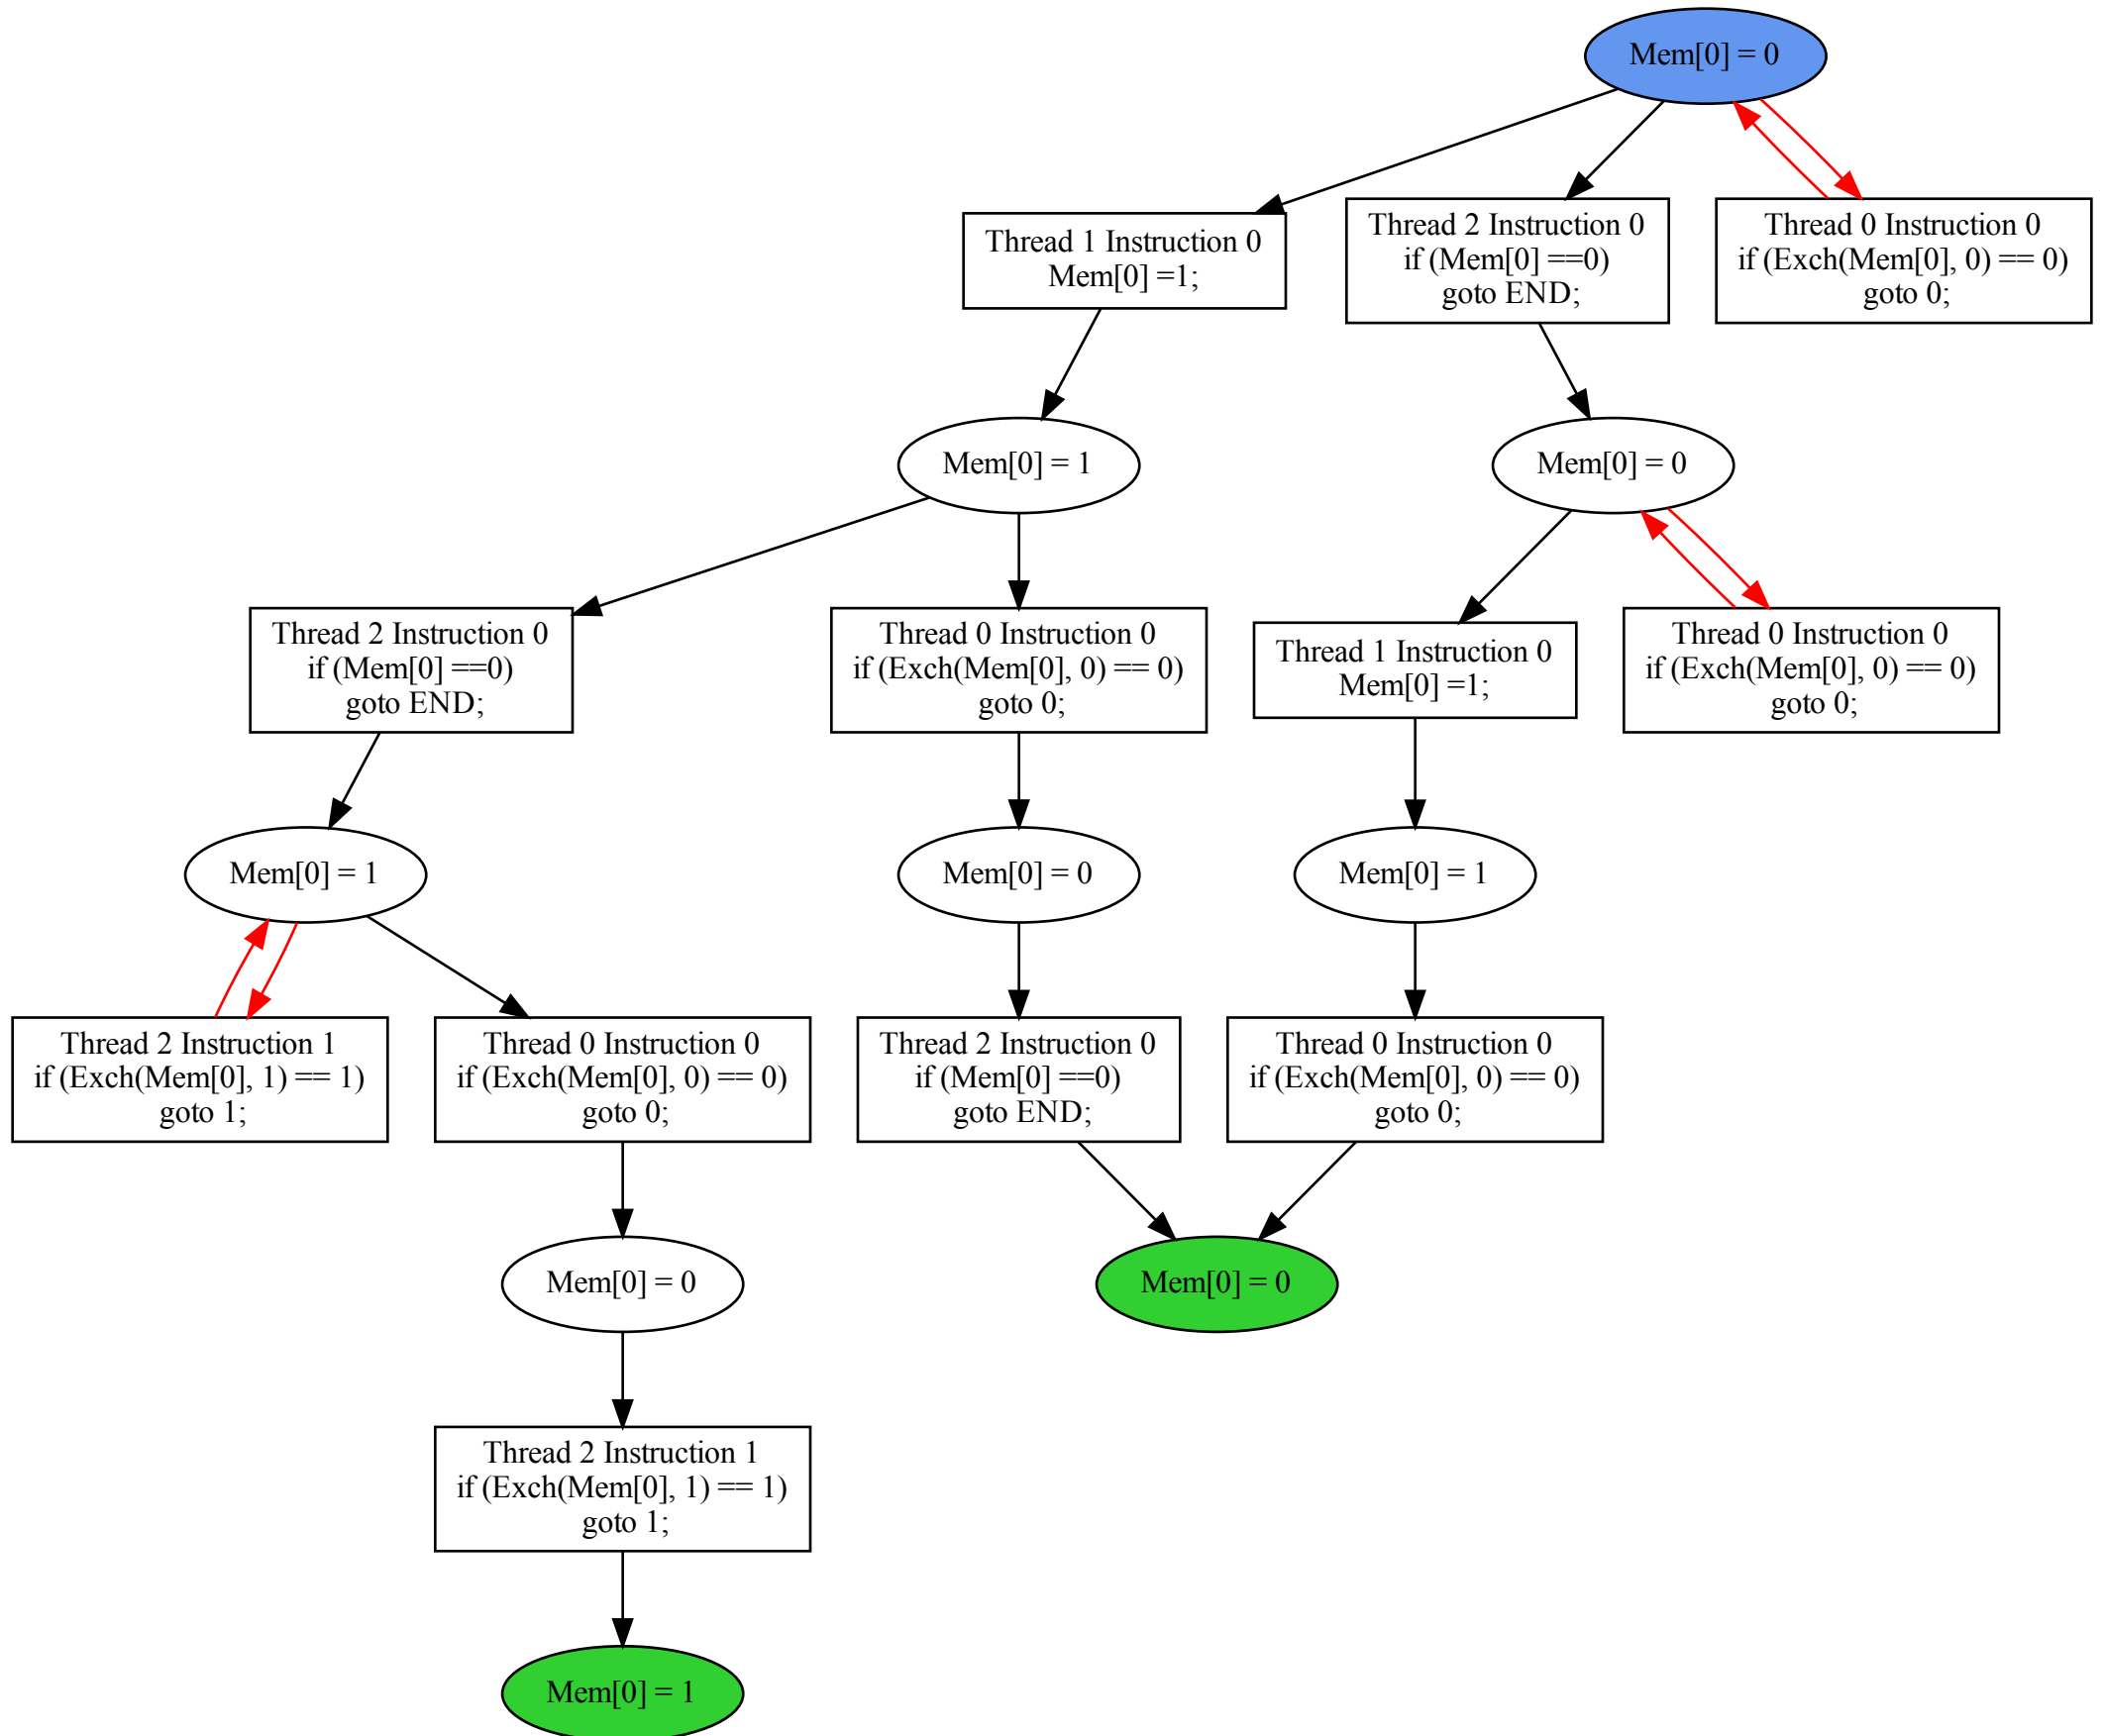 Mem[0] = 0
Thread 1 Instruction 0
Mem[0] =1;
Thread 2 Instruction 0
if (Mem[0] ==0)
goto END;
Thread 0 Instruction 0
if (Exch(Mem[0], 0) == 0)
goto 0;
Mem[0] = 1
Mem[0] = 0
Thread 2 Instruction 0
if (Mem[0] ==0)
goto END;
Thread 0 Instruction 0
if (Exch(Mem[0], 0) == 0)
goto 0;
Thread 1 Instruction 0
Mem[0] =1;
Thread 0 Instruction 0
if (Exch(Mem[0], 0) == 0)
goto 0;
Mem[0] = 1
Mem[0] = 0
Mem[0] = 1
Thread 2 Instruction 1
if (Exch(Mem[0], 1) == 1)
goto 1;
Thread 0 Instruction 0
if (Exch(Mem[0], 0) == 0)
goto 0;
Thread 2 Instruction 0
if (Mem[0] ==0)
goto END;
Thread 0 Instruction 0
if (Exch(Mem[0], 0) == 0)
goto 0;
Mem[0] = 0
Mem[0] = 0
Thread 2 Instruction 1
if (Exch(Mem[0], 1) == 1)
goto 1;
Mem[0] = 1